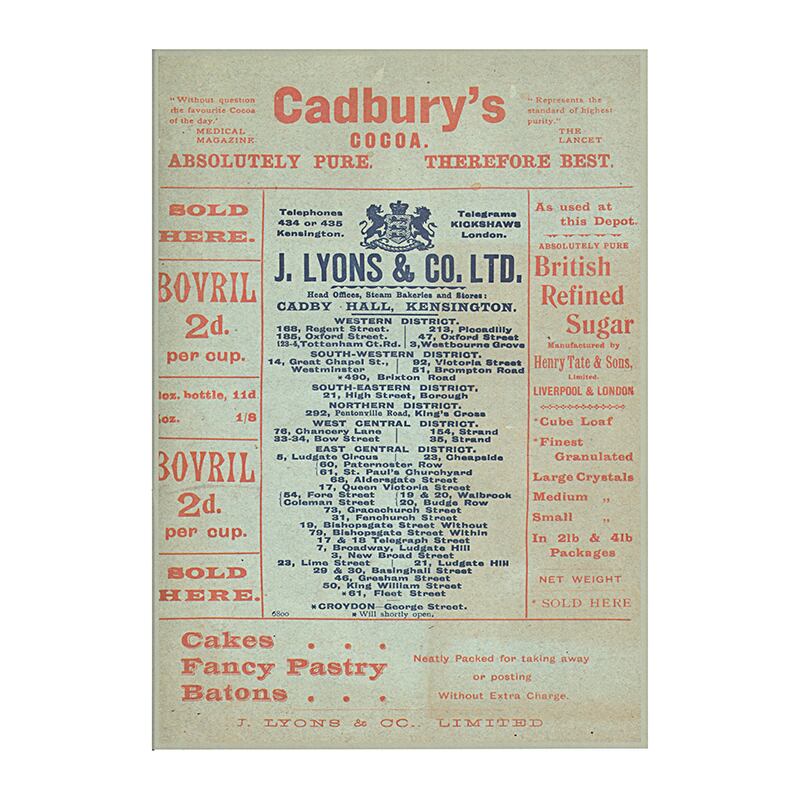 "Without question
the favourite Cocoa
of the day."
MEDICAL
MAGAZINE
Cadbury's
COCOA.
"Represents the
standard of highest
purity."
THE
LANCET
ABSOLUTELY PURE. THEREFORE BEST.
SOLD
HERE.
BOVRIL
2d.
per cup.
oz. bottle, 11d
oz. 1/8
BOVRIL
2d.
per cup.
SOLD
HERE.
Telephones
434 or 435
Kensington.
Telegrams
KICKSHAWS
London.
J. LYONS & CO. LTD.
Head Offices, Steam Bakeries and Stores:
CADBY HALL, KENSINGTON.
WESTERN DISTRICT.
168, Regent Street. 213, Piccadilly
185, Oxford Street. 47, Oxford Street
123-4, Tottenham Ct. Rd. 3, Westbourne Grove
SOUTH-WESTERN DISTRICT.
14, Great Chapel St., 92, Victoria Street
Westminster 51, Brompton Road
*490, Brixton Road
SOUTH-EASTERN DISTRICT.
21, High Street, Borough
NORTHERN DISTRICT.
292, Pentonville Road, King's Cross
WEST CENTRAL DISTRICT.
76, Chancery Lane 154, Strand
33-34, Bow Street 35, Strand
EAST CENTRAL DISTRICT.
5, Ludgate Circus 23, Cheapside
60, Paternoster Row
61, St. Paul's Churchyard
68, Aldersgate Street
17, Queen Victoria Street
54, Fore Street 19 & 20, Walbrook
Coleman Street 20, Budge Row
73, Gracechurch Street
31, Fenchurch Street
19, Bishopsgate Street Without
79, Bishopsgate Street Within
17 & 18 Telegraph Street
7, Broadway, Ludgate Hill
3, New Broad Street
23, Lime Street 21, Ludgate Hill
29 & 30, Basinghall Street
46, Gresham Street
50, King William Street
*61, Fleet Street
*CROYDON—George Street.
6800 *Will shortly open.
As used at
this Depot.
ABSOLUTELY PURE
British
Refined
Sugar
Manufactured by
Henry Tate & Sons,
Limited.
LIVERPOOL & LONDON
*Cube Loaf
*Finest
Granulated
Large Crystals
Medium „
Small „
In 2lb & 4lb
Packages
NET WEIGHT
* SOLD HERE
Cakes . . .
Fancy Pastry
Batons . . .
Neatly Packed for taking away
or posting
Without Extra Charge.
J. LYONS & CO., LIMITED